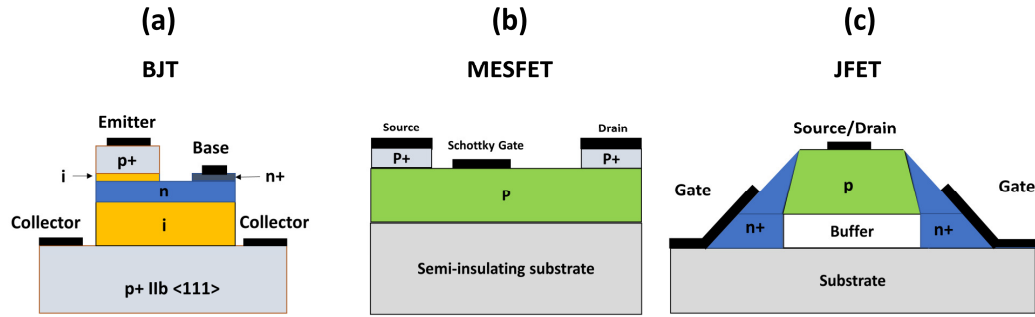 (a)
BJT
Emitter
p+
Base
i
n+
n
Collector
Collector
i
p+ IIb <111>
(b)
MESFET
Source
Schottky Gate
Drain
P+
P+
P
Semi-insulating substrate
(c)
JFET
Source/Drain
Gate
Gate
p
n+
Buffer
n+
Substrate